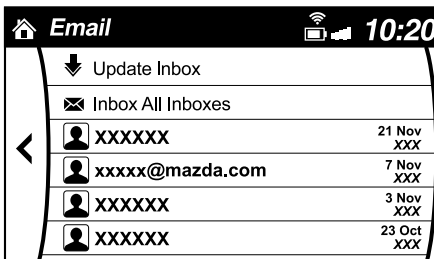 Email 10:20
Update Inbox
Inbox All Inboxes
XXXXXX 21 Nov
XXX
xxxxx@mazda.com 7 Nov
XXX
XXXXXX 3 Nov
XXX
XXXXXX 23 Oct
XXX